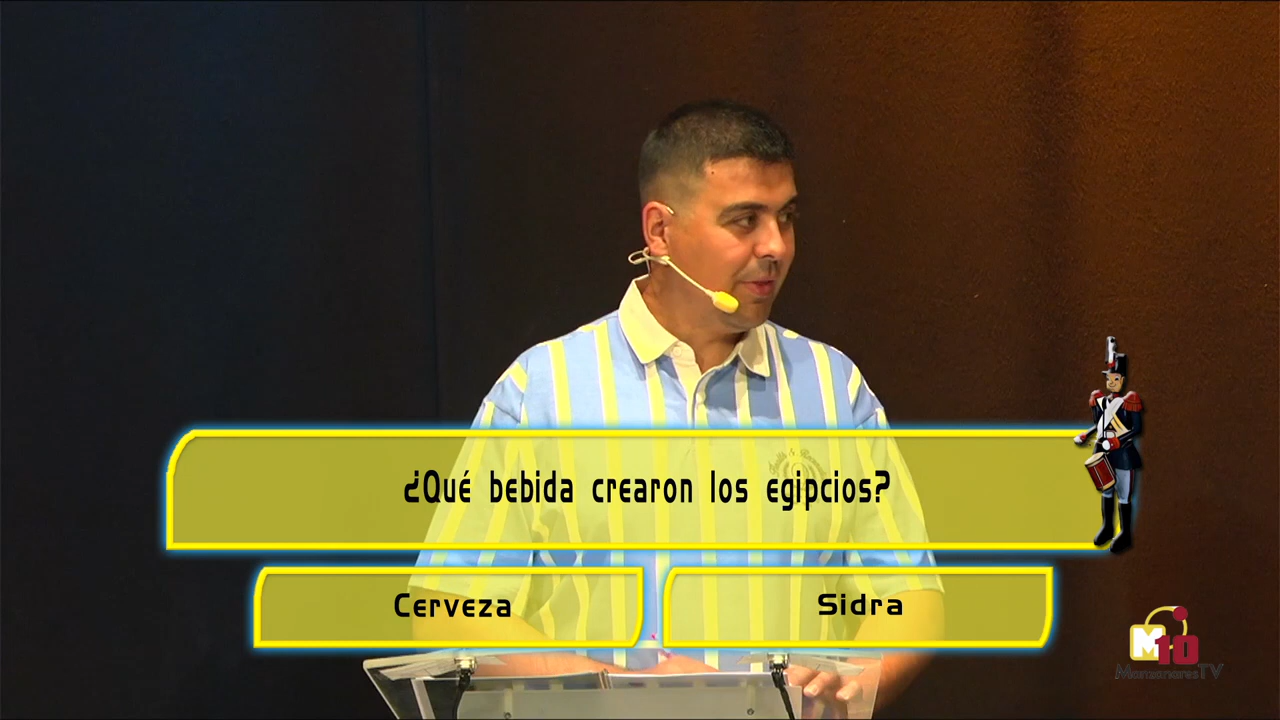 ¿Qué bebida crearon los egipcios?
Cerveza
Sidra
M10
ManzanaresTV